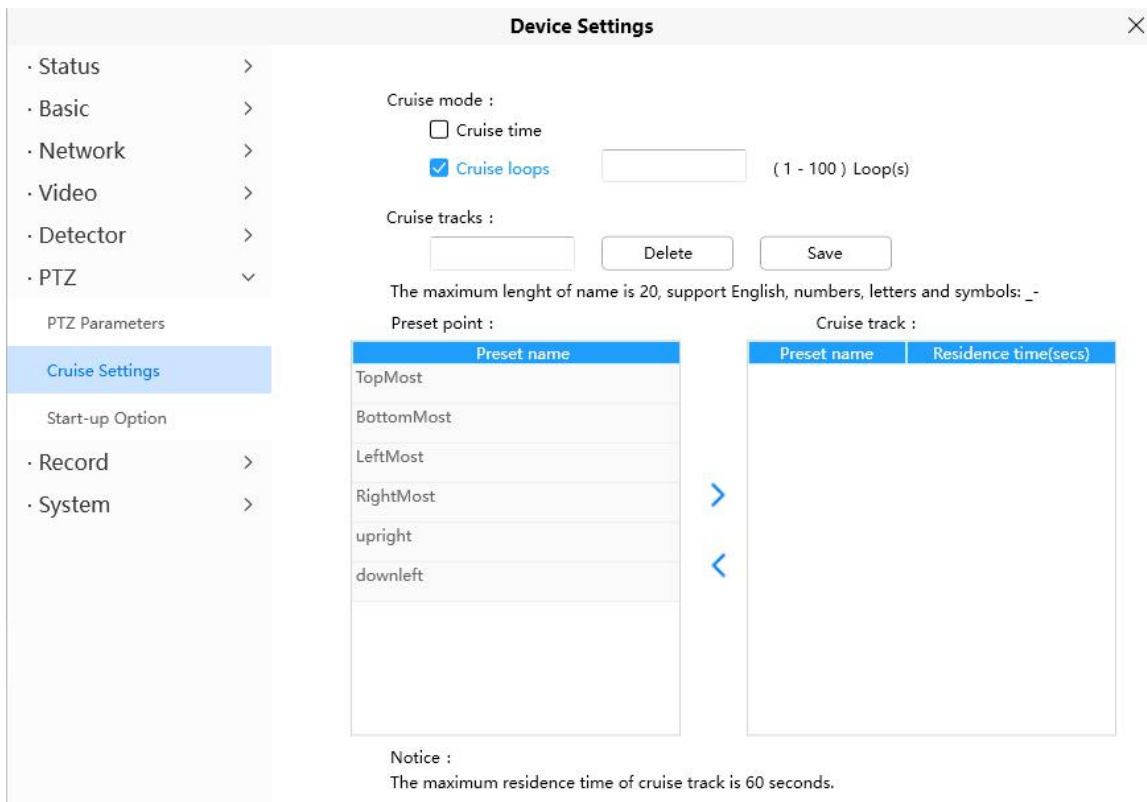 Device Settings
· Status
· Basic
· Network
· Video
· Detector
· PTZ
PTZ Parameters
Cruise Settings
Start-up Option
· Record
· System
Cruise mode :
Cruise time
Cruise loops
( 1 - 100 ) Loop(s)
Cruise tracks :
Delete
Save
The maximum lenght of name is 20, support English, numbers, letters and symbols: _-
Preset point :
Preset name
TopMost
BottomMost
LeftMost
RightMost
upright
downleft
Cruise track :
Preset name Residence time(secs)
Notice :
The maximum residence time of cruise track is 60 seconds.